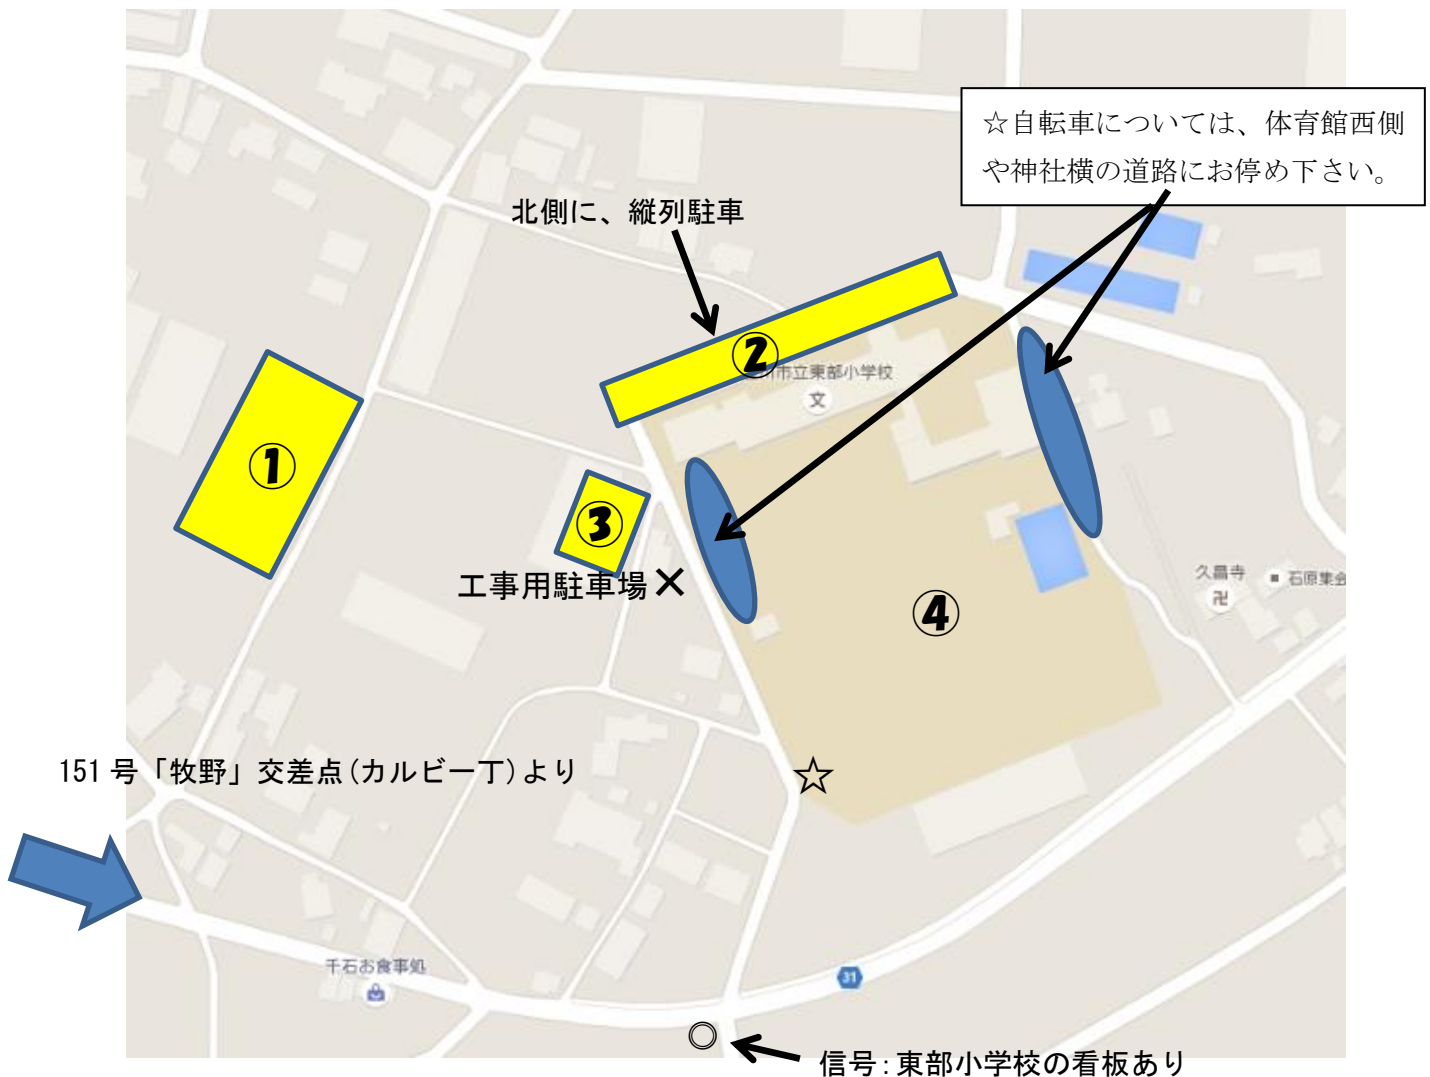 ☆自転車については、体育館西側
や神社横の道路にお停め下さい。
北側に、縦列駐車
②
市立東部小学校
文
①
③
工事用駐車場×
④
久昌寺
卍
石原集会
151号「牧野」交差点(カルビー丁)より
☆
千石お食事処
31
◎
信号:東部小学校の看板あり